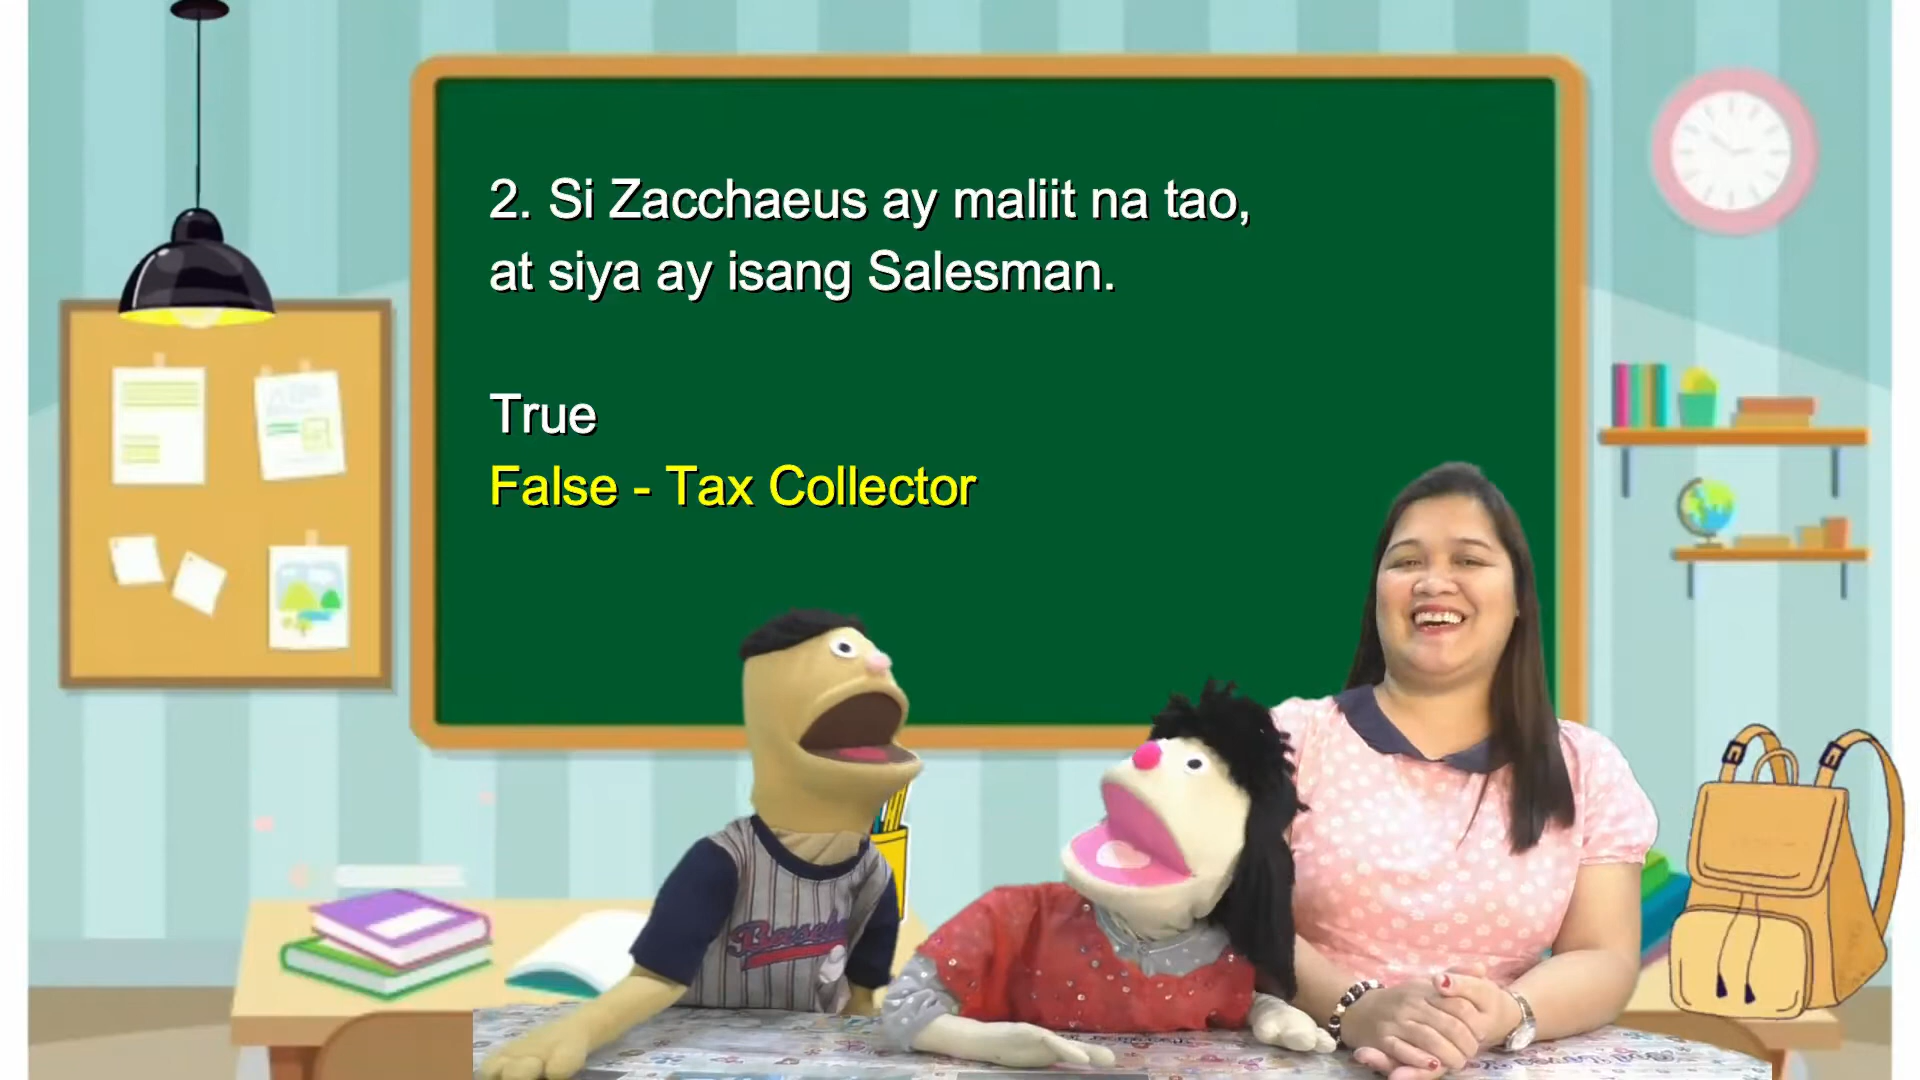 2. Si Zacchaeus ay maliit na tao,
at siya ay isang Salesman.
True
False - Tax Collector